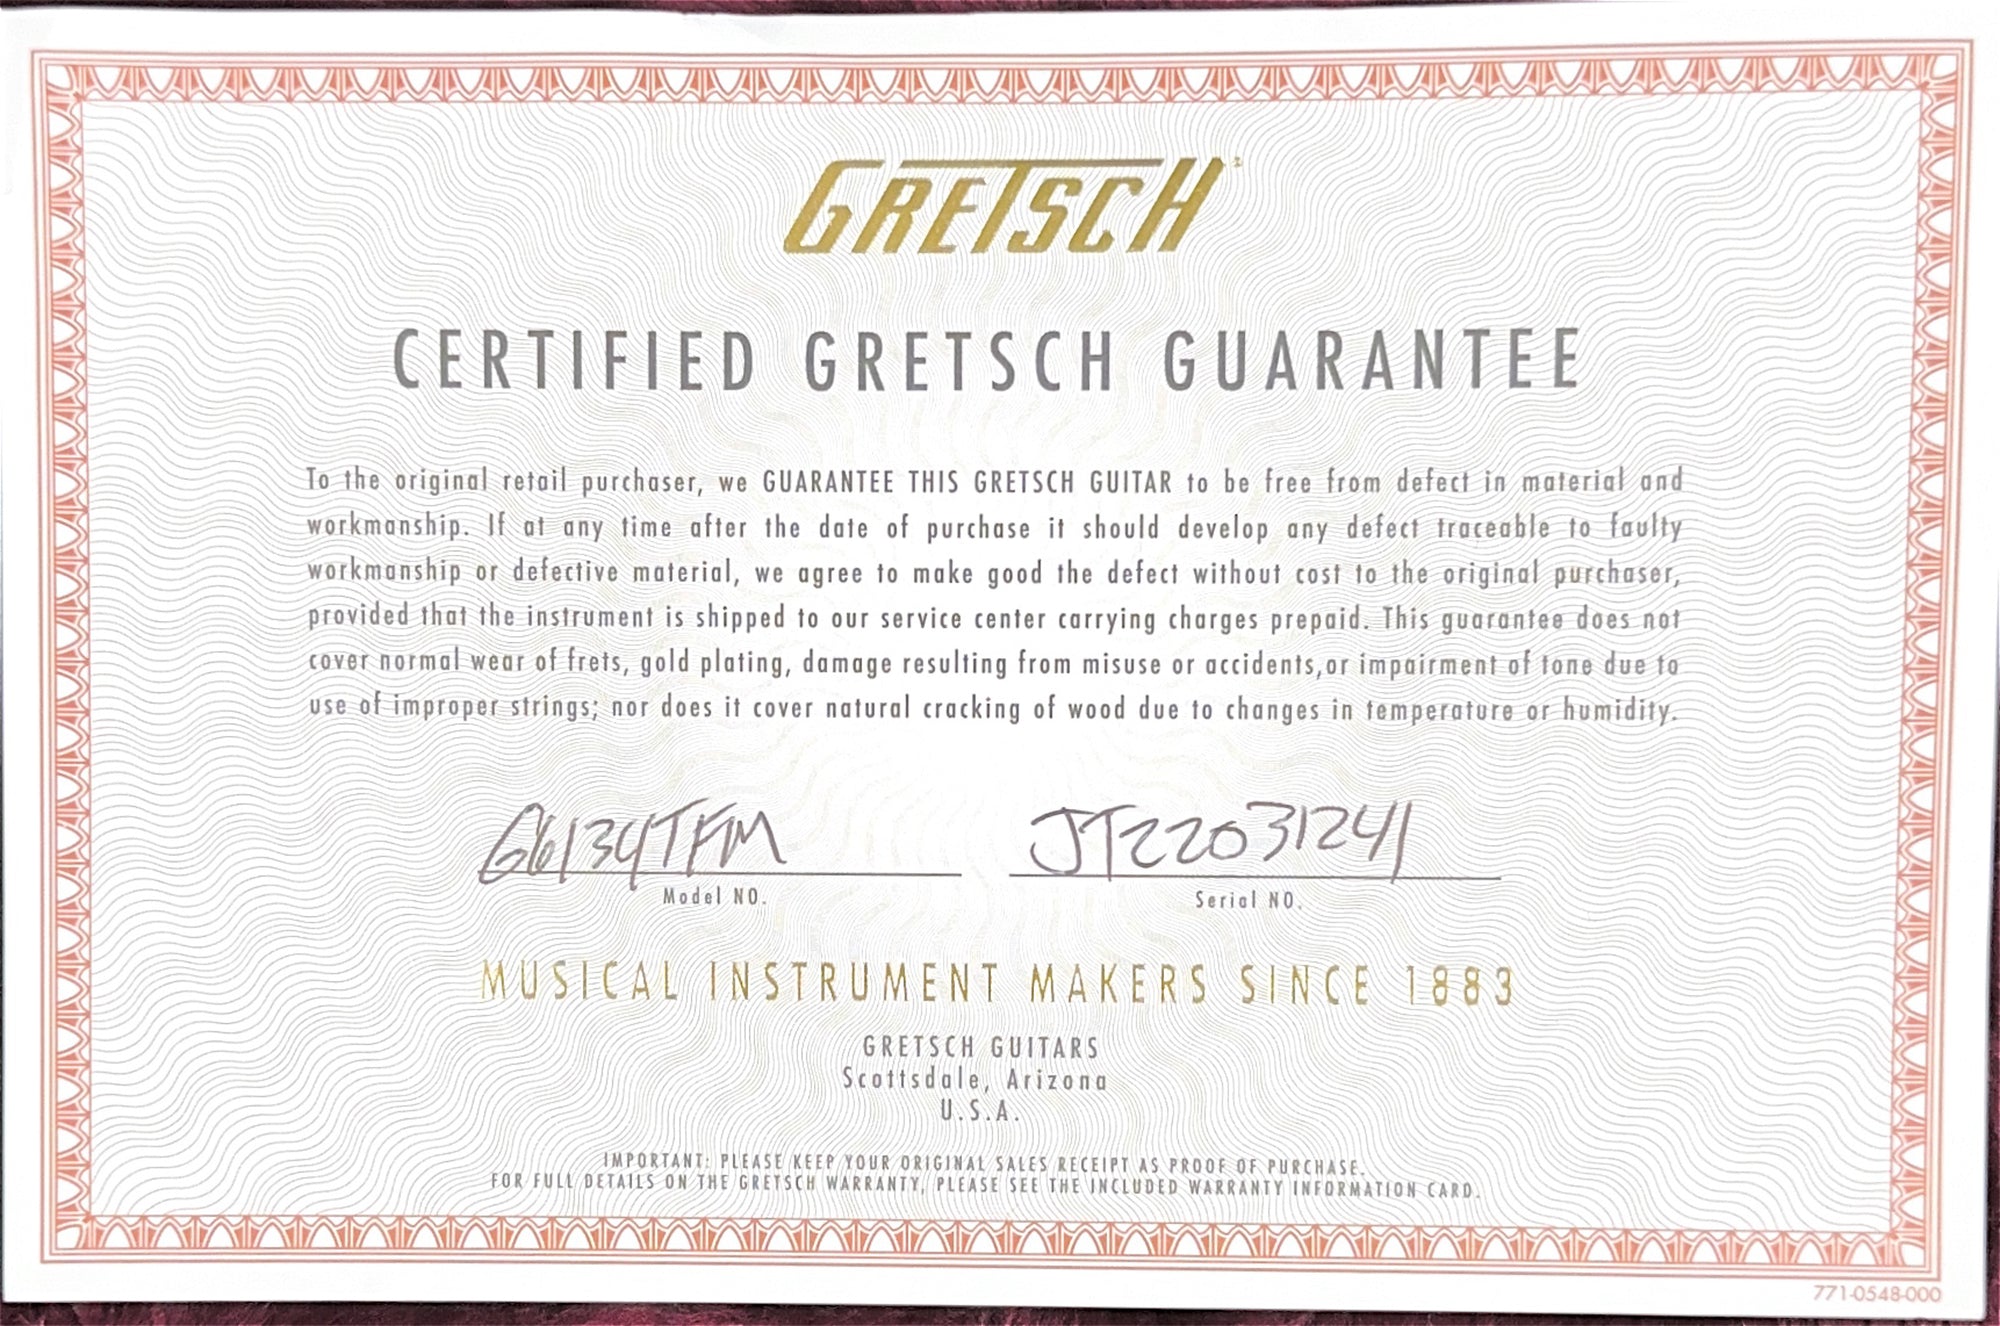 GRETSCH
CERTIFIED GRETSCH GUARANTEE
To the original retail purchaser, we GUARANTEE THIS GRETSCH GUITAR to be free from defect in material and
workmanship. If at any time after the date of purchase it should develop any defect traceable to faulty
workmanship or defective material, we agree to make good the defect without cost to the original purchaser,
provided that the instrument is shipped to our service center carrying charges prepaid. This guarantee does not
cover normal wear of frets, gold plating, damage resulting from misuse or accidents,or impairment of tone due to
use of improper strings; nor does it cover natural cracking of wood due to changes in temperature or humidity.
G6134TFM JT22031241
Model NO. Serial NO.
MUSICAL INSTRUMENT MAKERS SINCE 1883
GRETSCH GUITARS
Scottsdale, Arizona
U.S.A.
IMPORTANT: PLEASE KEEP YOUR ORIGINAL SALES RECEIPT AS PROOF OF PURCHASE.
FOR FULL DETAILS ON THE GRETSCH WARRANTY, PLEASE SEE THE INCLUDED WARRANTY INFORMATION CARD.
771-0548-000